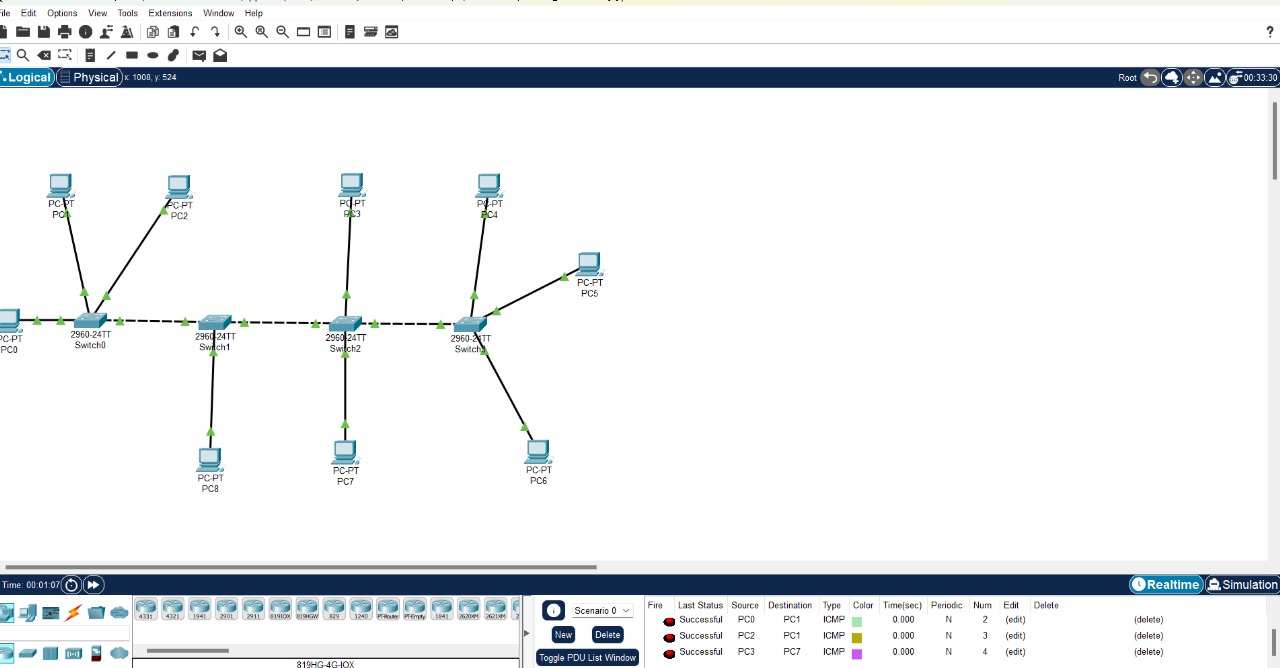 File Edit Options View Tools Extensions Window Help
?
Logical Physical x: 1008, y: 524 Root 00:33:30
PC-PT PC-PT PC-PT PC-PT
PC2 PC3 PC4
PC-PT
PC5
PC-PT
PC0
2960-24TT
Switch0
2960-24TT
Switch1
2960-24TT
Switch2
2960-24TT
PC-PT
PC8
PC-PT
PC7
PC-PT
PC6
Time: 00:01:07 Realtime Simulation
4331 4321 1941 2901 2911 819IOX 819HGW 829 1240 PT-Router PT-Empty 1841 2620XM 2621XM
819HG-4G-IOX
Scenario 0
New Delete
Toggle PDU List Window
Fire Last Status Source Destination Type Color Time(sec) Periodic Num Edit Delete
Successful PC0 PC1 ICMP 0.000 N 2 (edit) (delete)
Successful PC2 PC1 ICMP 0.000 N 3 (edit) (delete)
Successful PC3 PC7 ICMP 0.000 N 4 (edit) (delete)